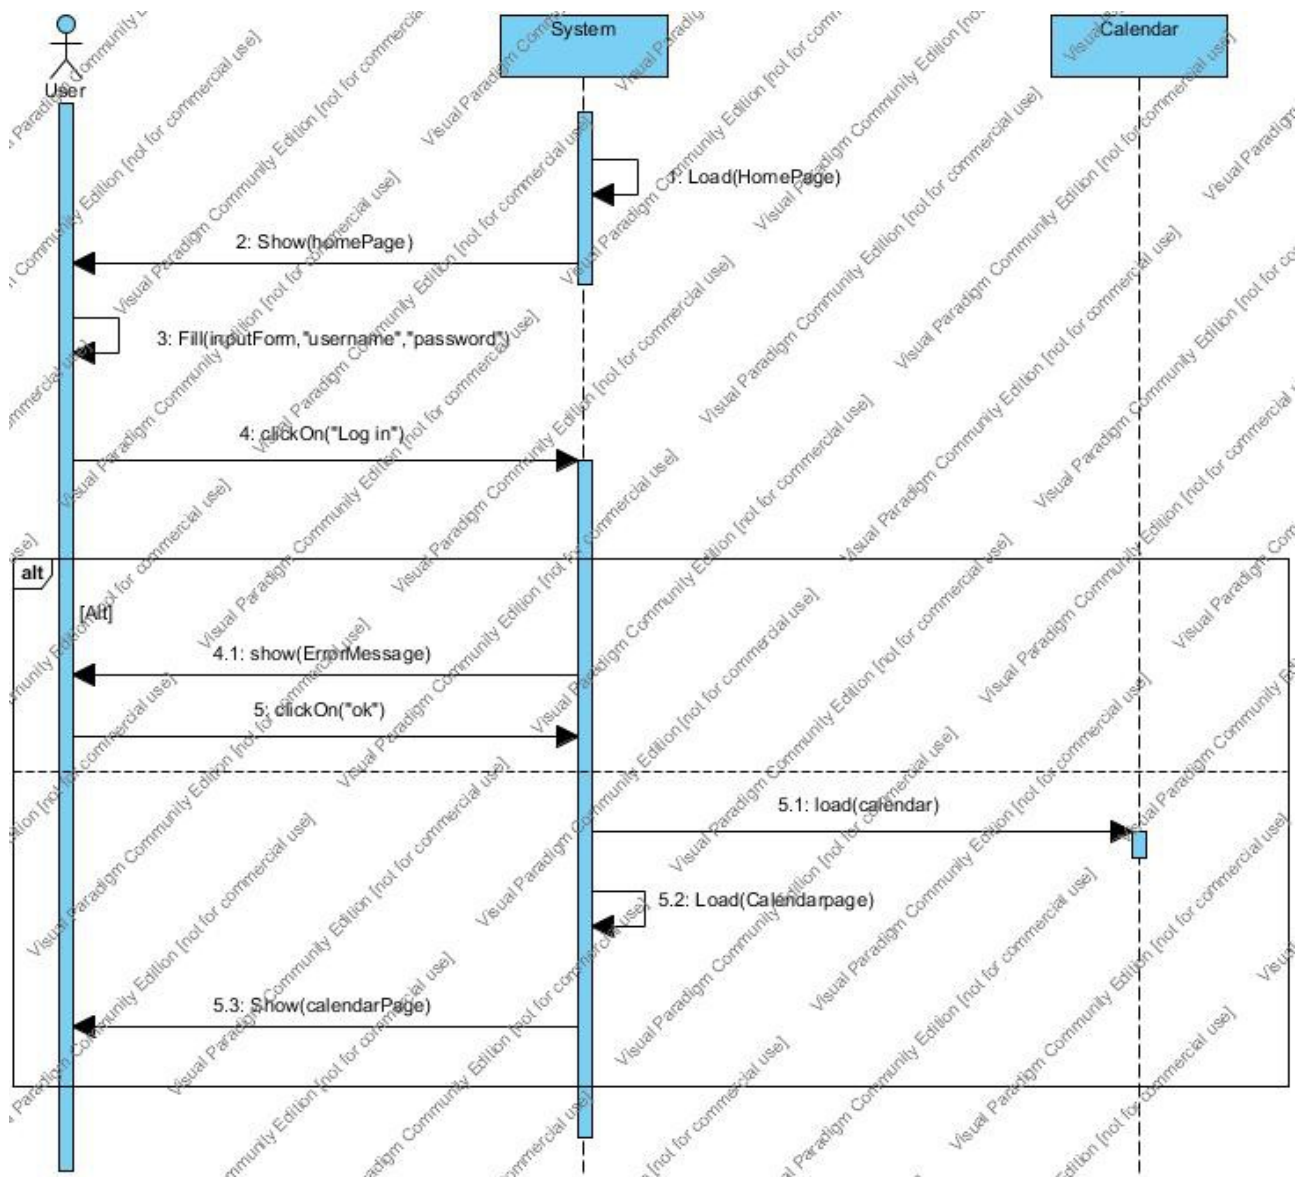 User
System
Calendar
1: Load(HomePage)
2: Show(homePage)
3: Fill(inputForm,"username","password")
4: clickOn("Log in")
alt
[Alt]
4.1: show(ErrorMessage)
5: clickOn("ok")
5.1: load(calendar)
5.2: Load(Calendarpage)
5.3: Show(calendarPage)
Visual Paradigm Community Edition [not for commercial use]